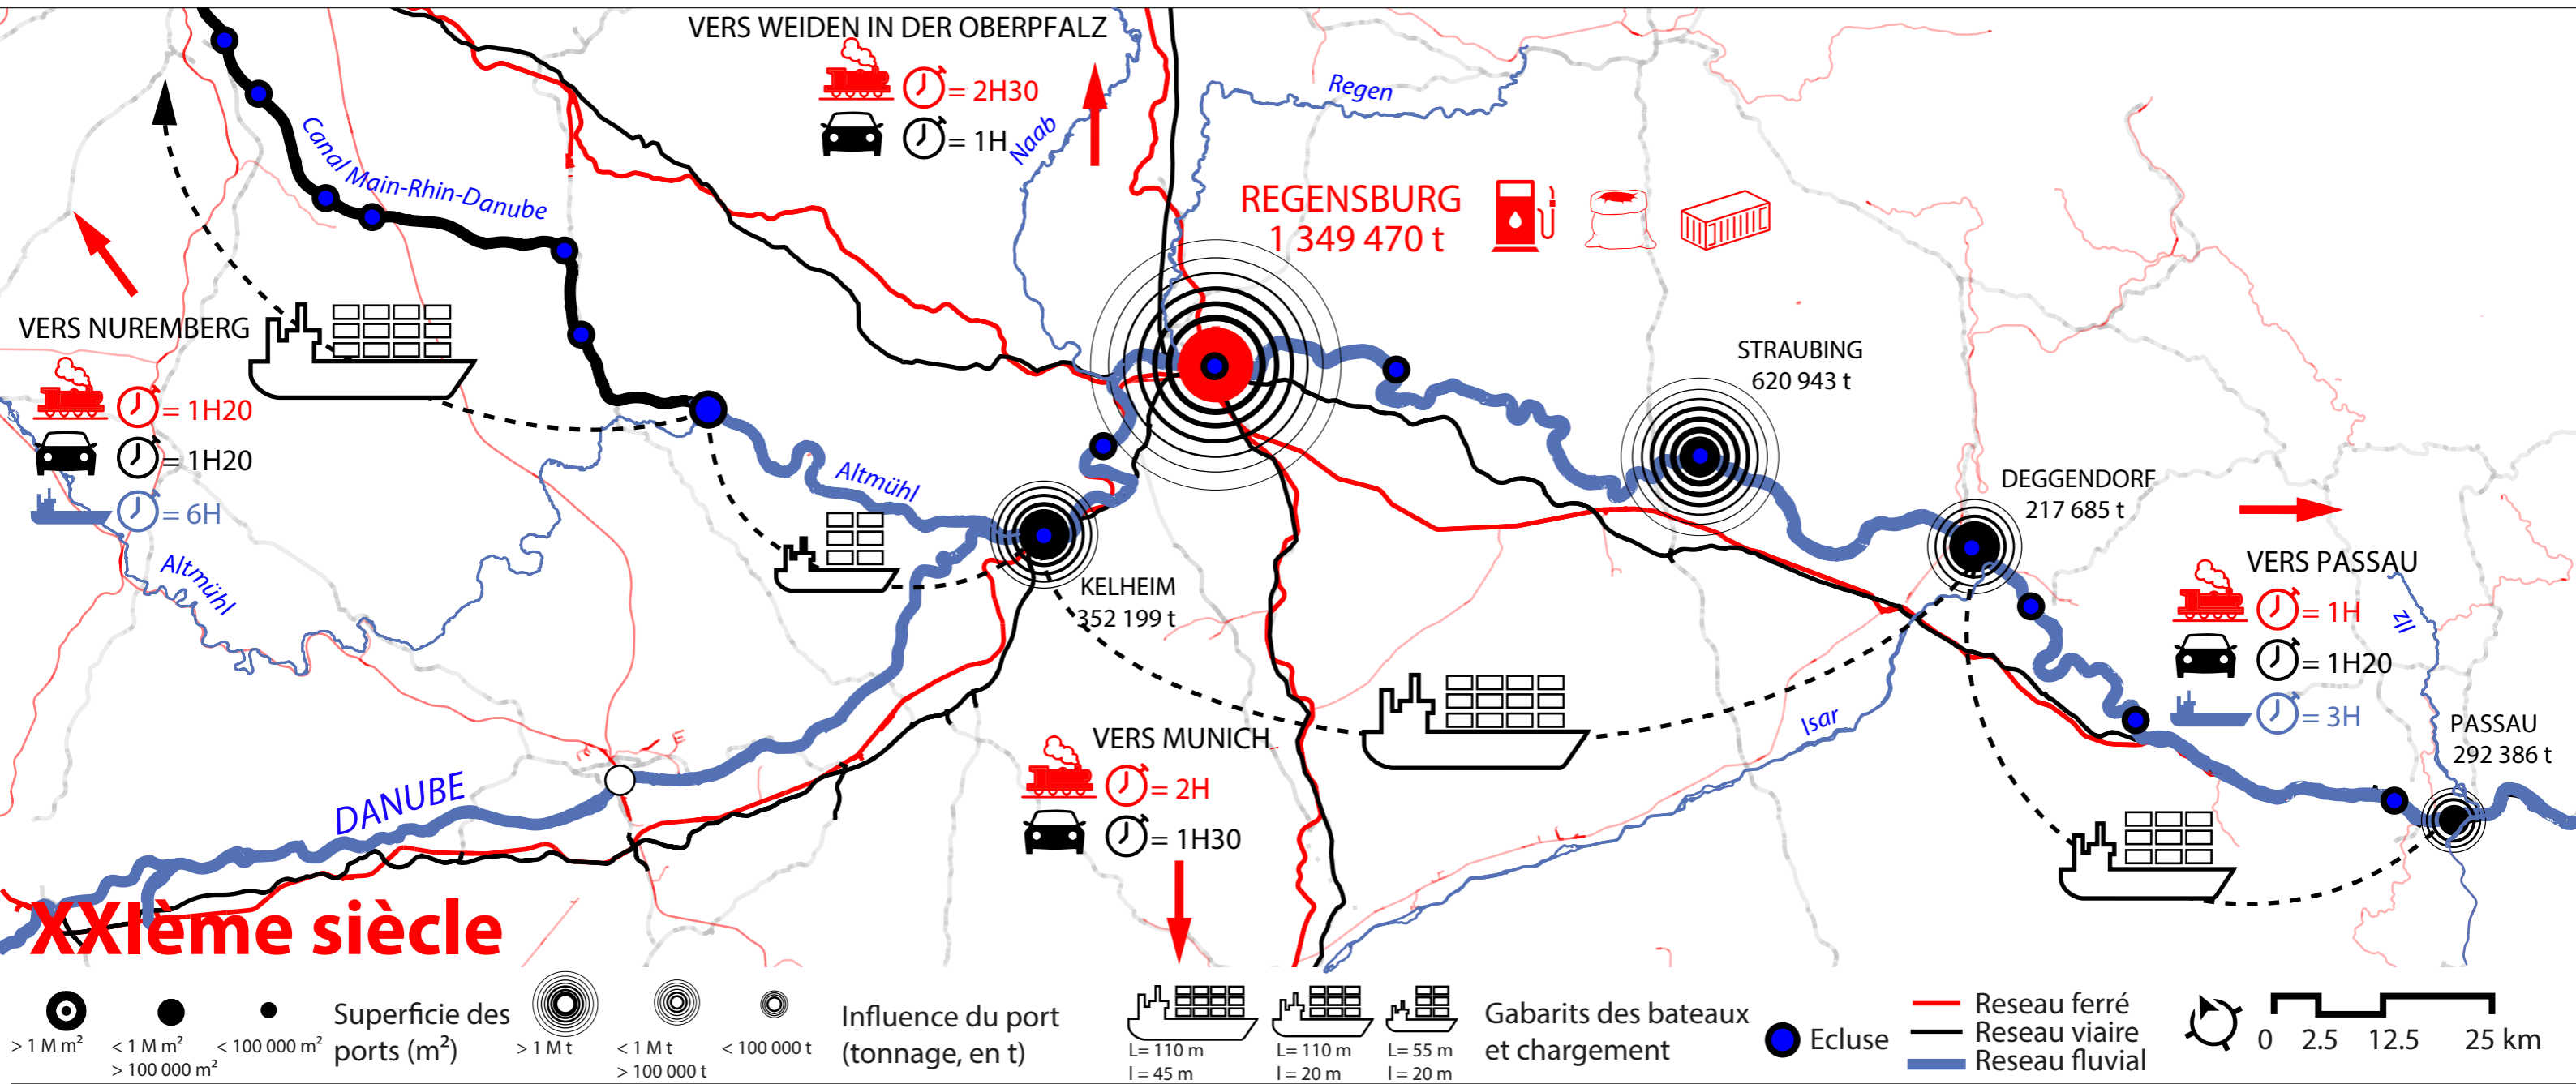 VERS WEIDEN IN DER OBERPFALZ
= 2H30
= 1H
Naab
Regen
Canal Main-Rhin-Danube
REGENSBURG
1 349 470 t
VERS NUREMBERG
= 1H20
= 1H20
= 6H
STRAUBING
620 943 t
Altmühl
DEGGENDORF
217 685 t
Altmühl
KELHEIM
352 199 t
VERS PASSAU
= 1H
= 1H20
= 3H
Ilz
Isar
PASSAU
292 386 t
VERS MUNICH
= 2H
= 1H30
DANUBE
XXIème siècle
> 1 M m²
< 1 M m²
> 100 000 m²
< 100 000 m²
Superficie des
ports (m²)
> 1 M t
< 1 M t
> 100 000 t
< 100 000 t
Influence du port
(tonnage, en t)
L= 110 m
l = 45 m
L= 110 m
l = 20 m
L= 55 m
l = 20 m
Gabarits des bateaux
et chargement
Ecluse
Reseau ferré
Reseau viaire
Reseau fluvial
0 2.5 12.5 25 km